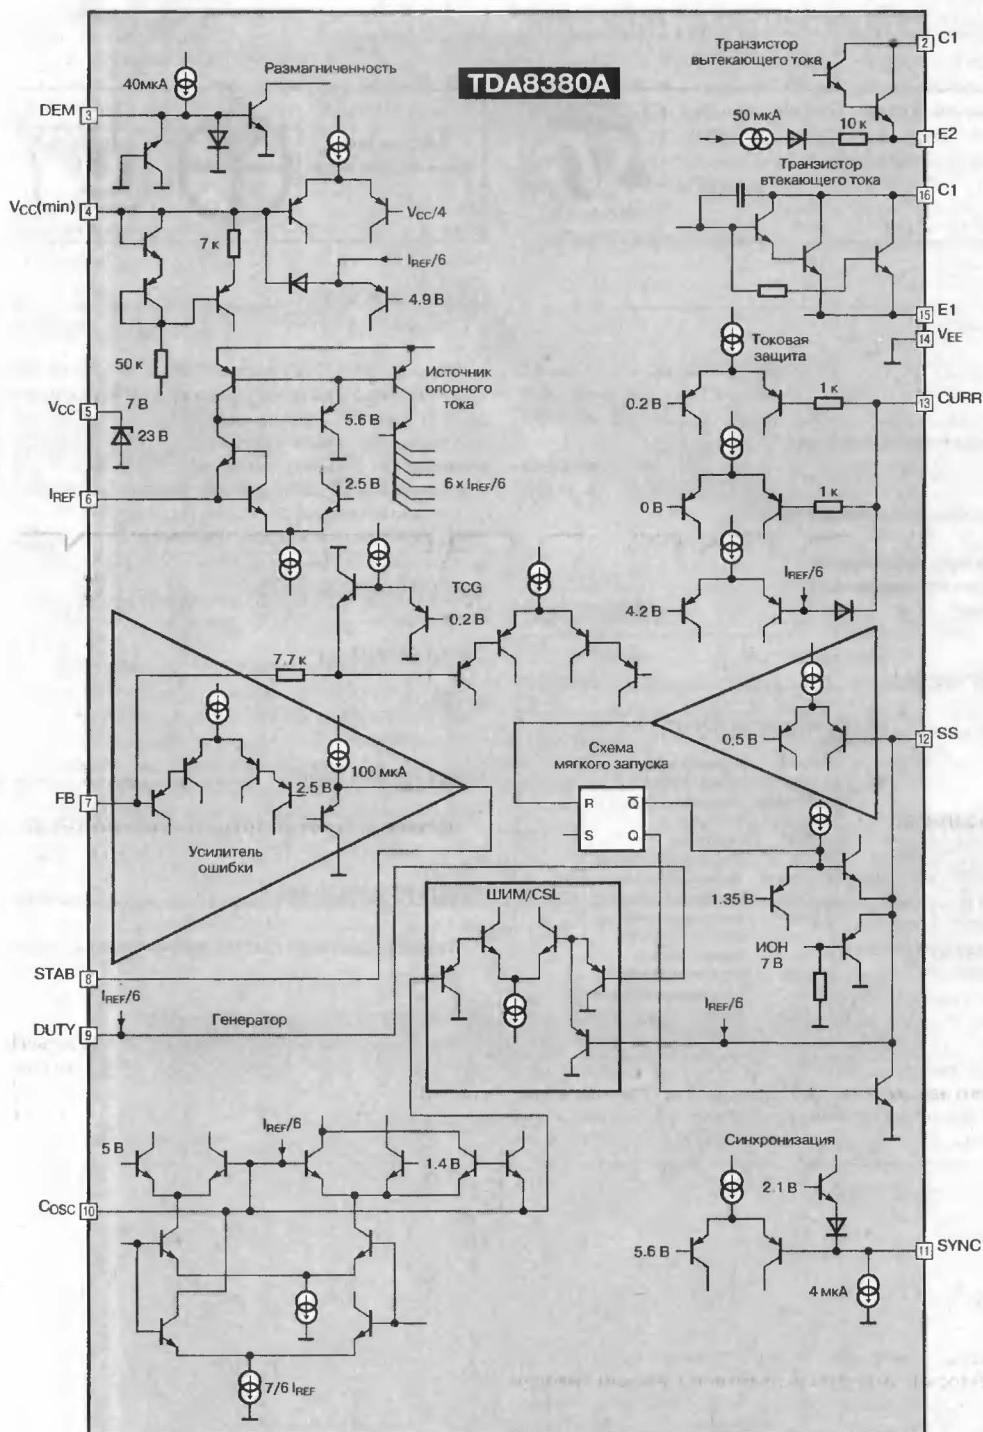 TDA8380A
C1
2
Транзистор
вытекающего тока
50 мкА
10 к
1
E2
Транзистор
втекающего тока
C1
16
15
E1
14
VEE
40мкА
Размагниченность
DEM
3
VCC(min)
4
VCC/4
7 к
IREF/6
4.9 В
50 к
7 В
VCC
5
23 В
Источник
опорного
тока
5.6 В
IREF
6
2.5 В
6 x IREF/6
Токовая
защита
0.2 В
1 к
13
CURR
0 В
1 к
IREF/6
4.2 В
TCG
0.2 В
7.7 к
100 мкА
2.5 В
FB
7
Усилитель
ошибки
0.5 В
12
SS
Схема
мягкого запуска
R
Q
S
Q
1.35 В
ИОН
7 В
ШИМ/CSL
STAB
8
IREF/6
DUTY
9
Генератор
IREF/6
5 В
IREF/6
1.4 В
COSC
10
7/6 IREF
Синхронизация
2.1 В
5.6 В
11
SYNC
4 мкА